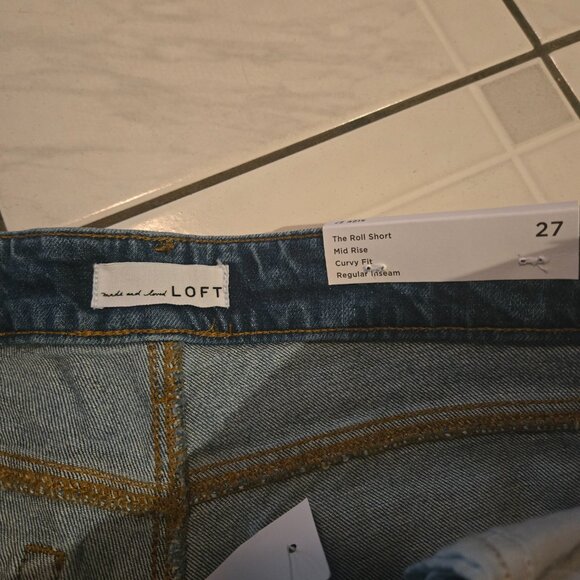 made and loved LOFT
The Roll Short
27
Mid Rise
Curvy Fit
Regular Inseam